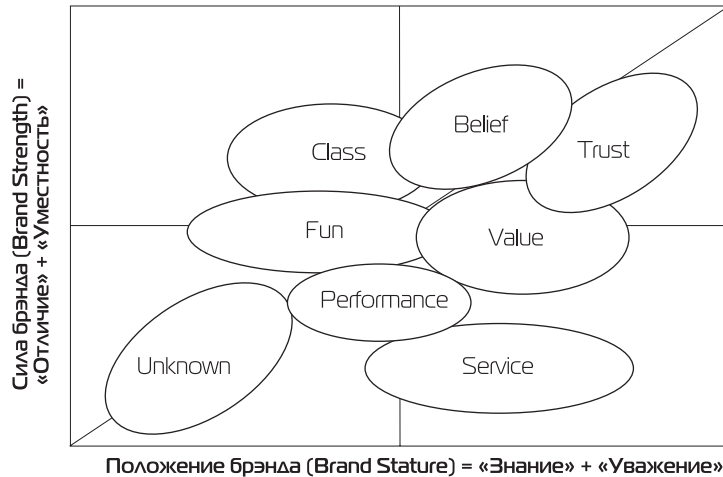 Сила брэнда (Brand Strength) =
«Отличие» + «Уместность»
Belief
Class
Trust
Fun
Value
Performance
Unknown
Service
Положение брэнда (Brand Stature) = «Знание» + «Уважение»